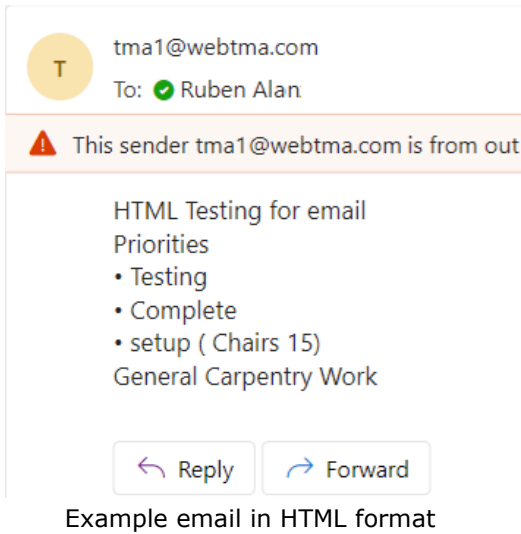 T
tma1@webtma.com
To: Ruben Alan
This sender tma1@webtma.com is from out
HTML Testing for email
Priorities
• Testing
• Complete
• setup ( Chairs 15)
General Carpentry Work
Reply
Forward
Example email in HTML format